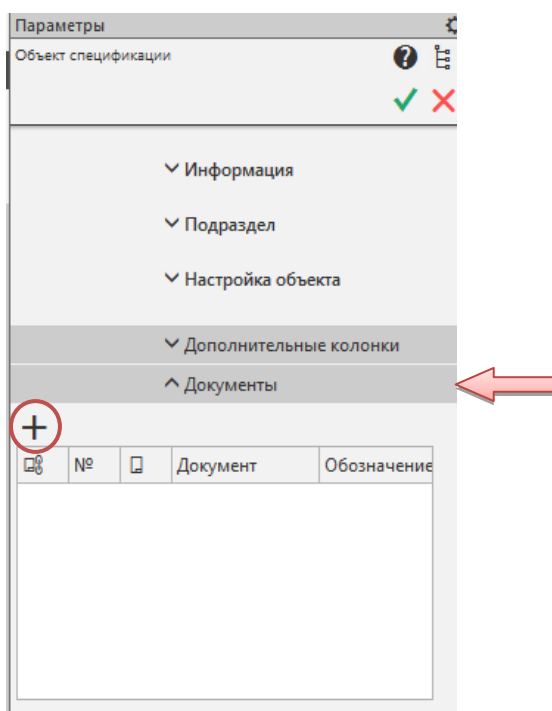 Параметры
Объект спецификации
Информация
Подраздел
Настройка объекта
Дополнительные колонки
Документы
№ Документ Обозначение